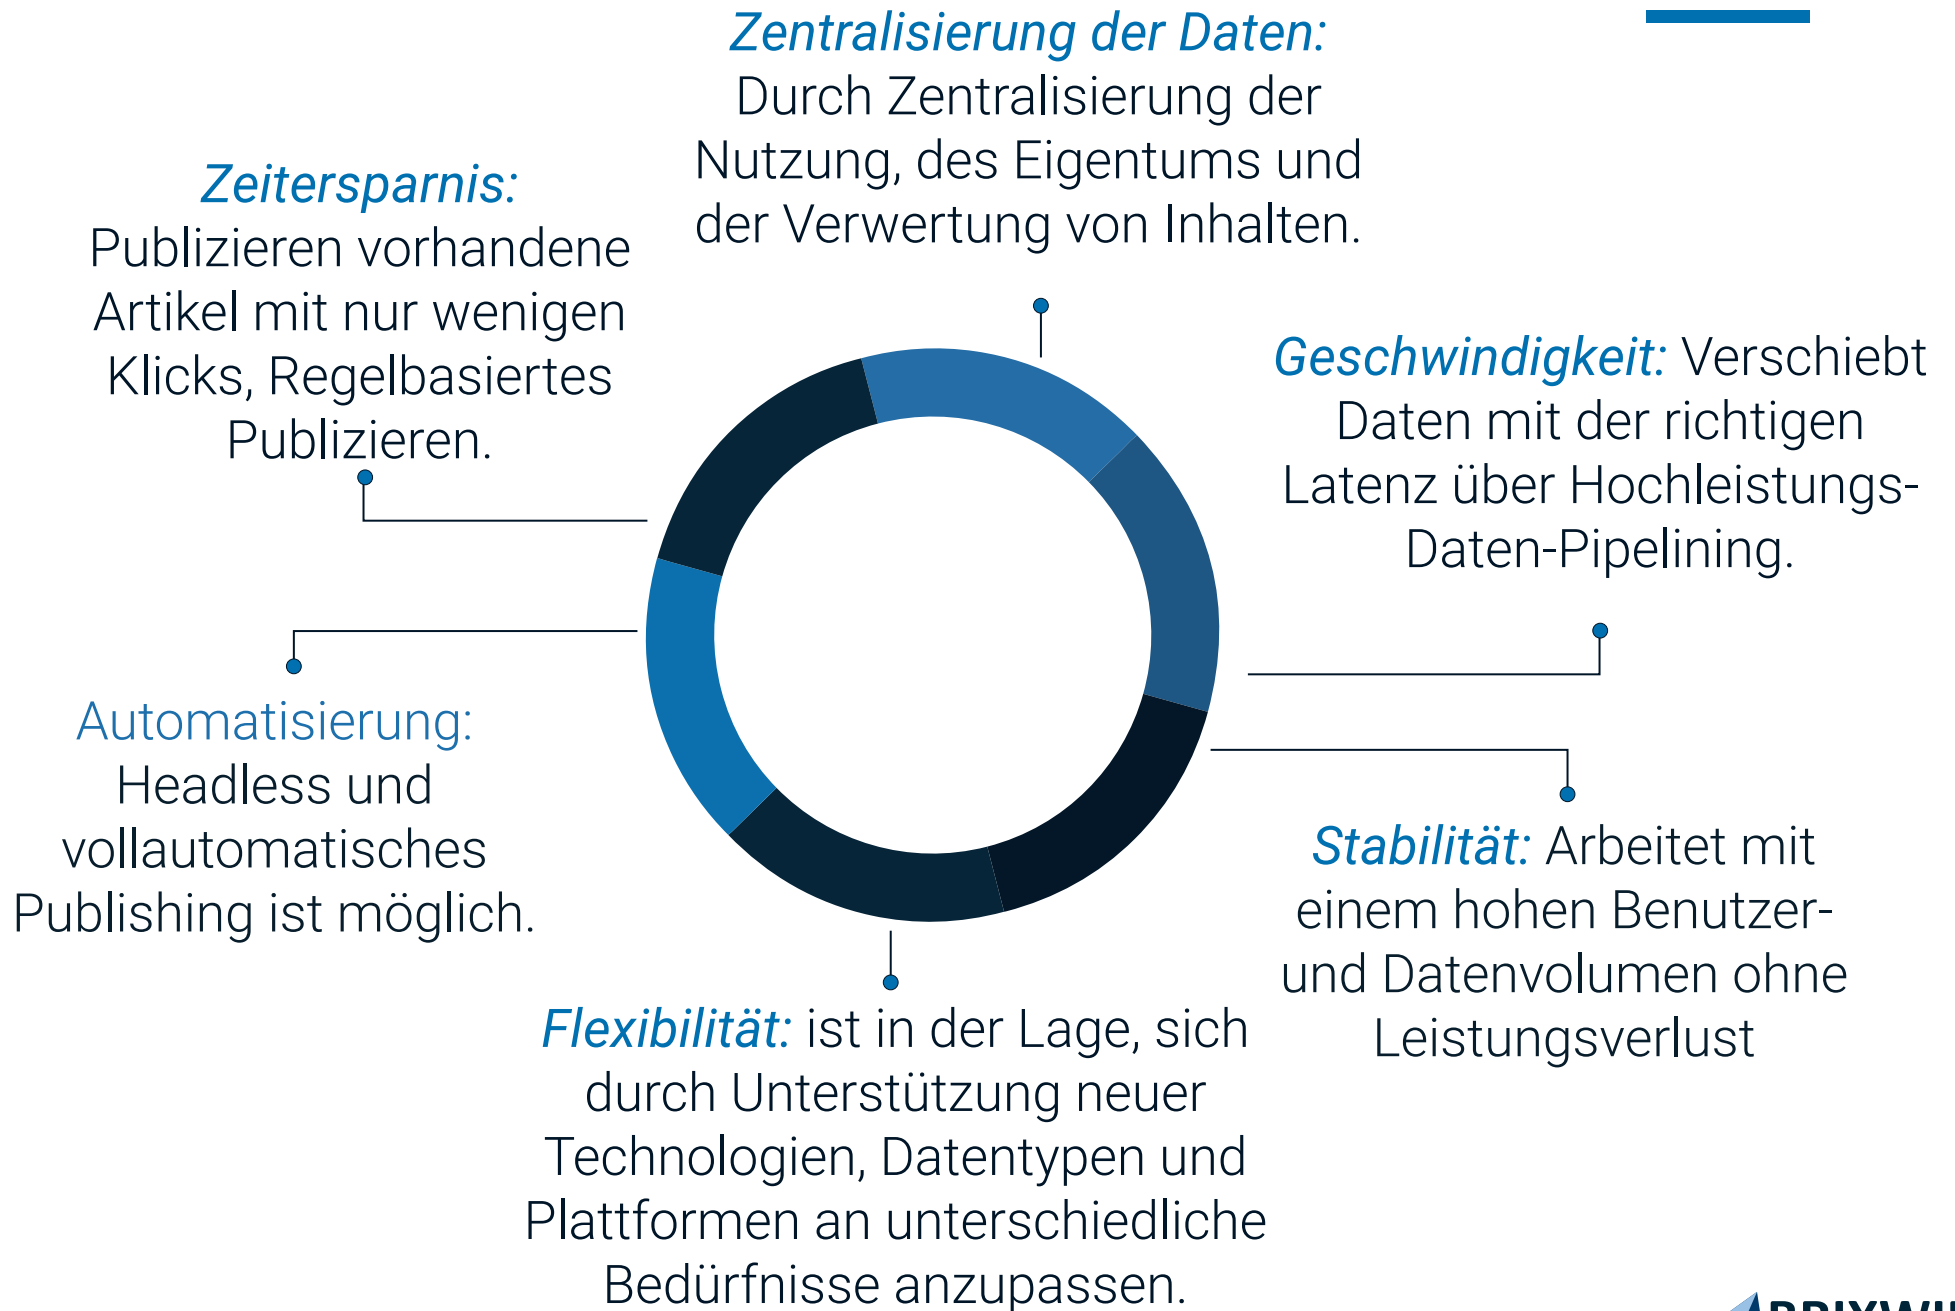 Zentralisierung der Daten:
Durch Zentralisierung der
Nutzung, des Eigentums und
der Verwertung von Inhalten.
Zeitersparnis:
Publizieren vorhandene
Artikel mit nur wenigen
Klicks, Regelbasiertes
Publizieren.
Geschwindigkeit: Verschiebt
Daten mit der richtigen
Latenz über Hochleistungs-
Daten-Pipelining.
Automatisierung:
Headless und
vollautomatisches
Publishing ist möglich.
Stabilität: Arbeitet mit
einem hohen Benutzer-
und Datenvolumen ohne
Leistungsverlust
Flexibilität: ist in der Lage, sich
durch Unterstützung neuer
Technologien, Datentypen und
Plattformen an unterschiedliche
Bedürfnisse anzupassen.